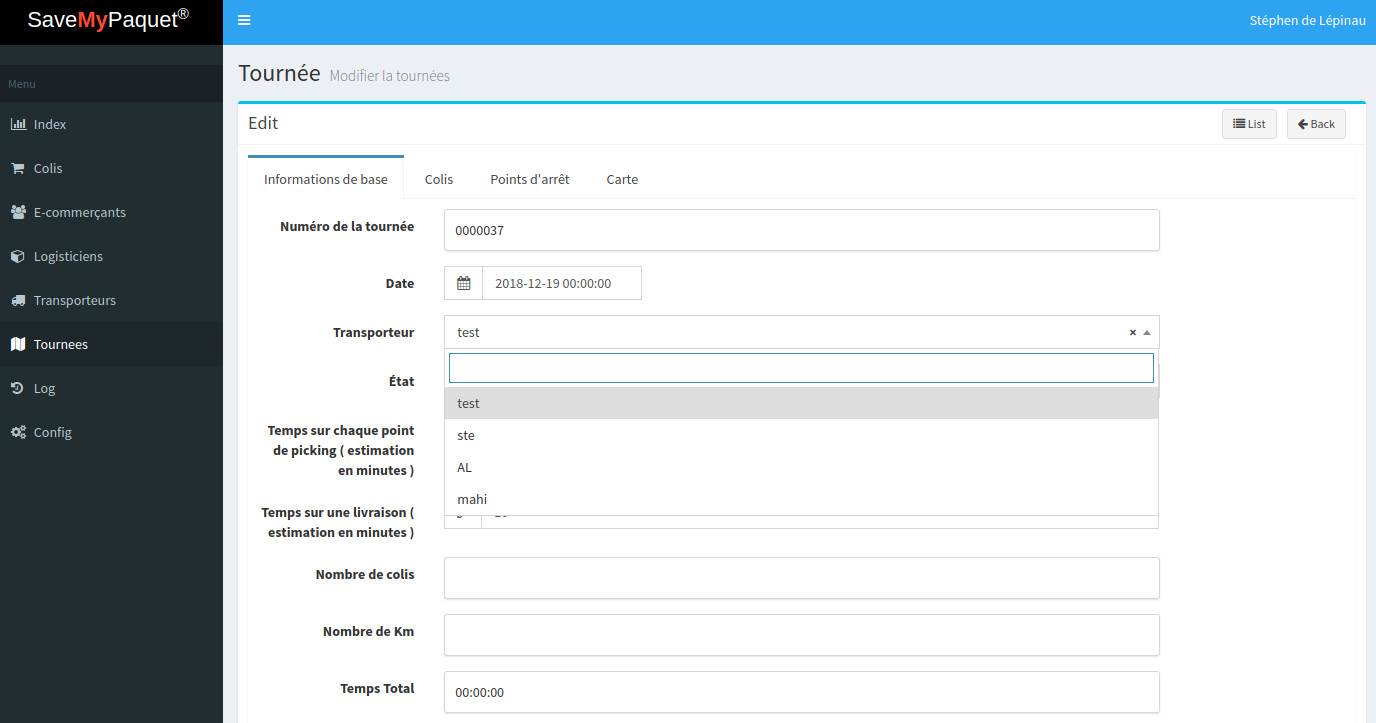 SaveMyPaquet®
Stéphen de Lépinau
Menu
Index
Colis
E-commerçants
Logisticiens
Transporteurs
Tournees
Log
Config
Tournée Modifier la tournées
Edit
List
Back
Informations de base
Colis
Points d'arrêt
Carte
Numéro de la tournée
0000037
Date
2018-12-19 00:00:00
Transporteur
test
×
État
test
ste
AL
mahi
Temps sur chaque point
de picking ( estimation
en minutes )
Temps sur une livraison (
estimation en minutes )
Nombre de colis
Nombre de Km
Temps Total
00:00:00